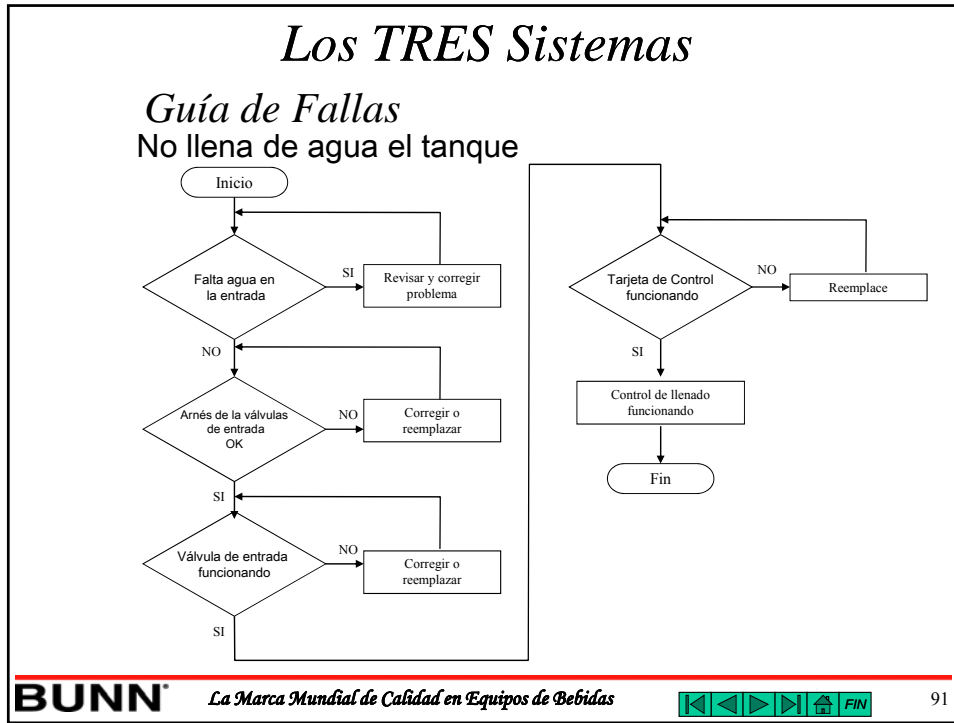 Los TRES Sistemas
Guía de Fallas
No llena de agua el tanque
Inicio
Falta agua en
la entrada
SI
Revisar y corregir
problema
NO
Arnés de la válvulas
de entrada
OK
NO
Corregir o
reemplazar
SI
Válvula de entrada
funcionando
NO
Corregir o
reemplazar
SI
Tarjeta de Control
funcionando
NO
Reemplace
SI
Control de llenado
funcionando
Fin
BUNN
La Marca Mundial de Calidad en Equipos de Bebidas
FIN
91